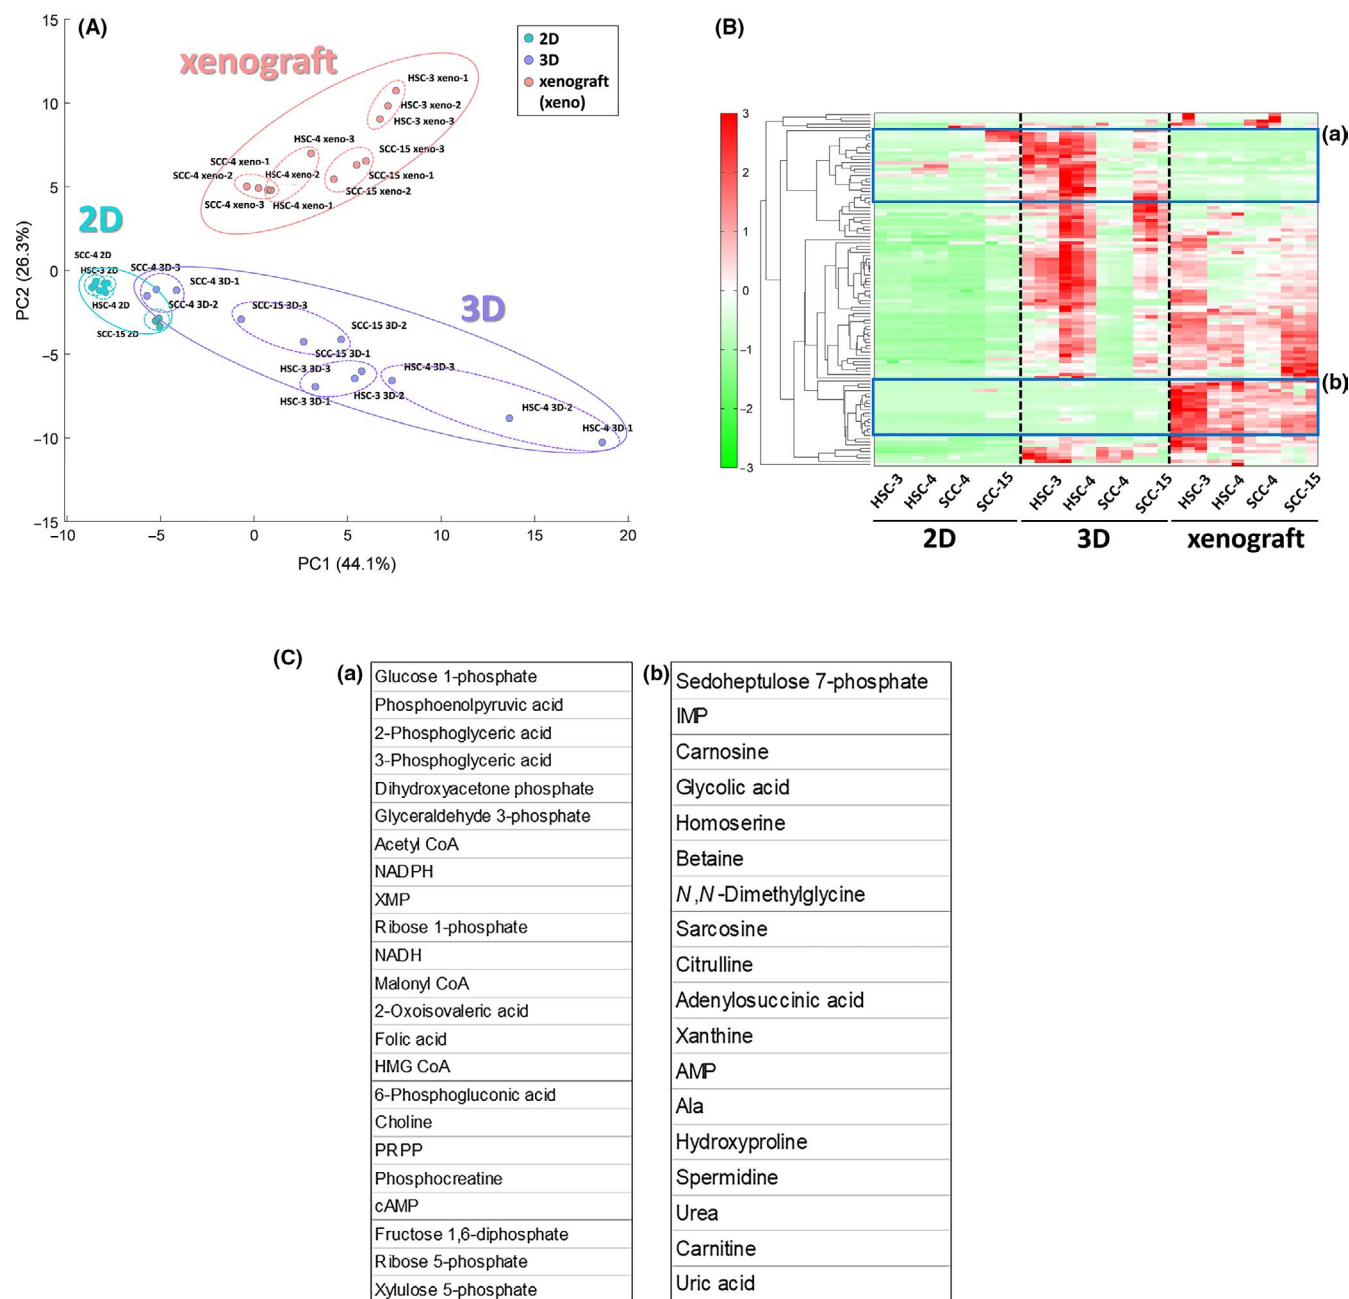 (A)
15
10
5
0
−5
−10
−15
PC2 (26.3%)
−10
−5
0
5
10
15
20
PC1 (44.1%)
xenograft
2D
3D
2D
3D
xenograft
(xeno)
HSC-3 xeno-1
HSC-3 xeno-2
HSC-3 xeno-3
HSC-4 xeno-3
SCC-15 xeno-3
SCC-4 xeno-1
SCC-4 xeno-2
HSC-4 xeno-2
SCC-15 xeno-1
SCC-15 xeno-2
SCC-4 xeno-3
HSC-4 xeno-1
SCC-4 2D
HSC-3 2D
HSC-4 2D
SCC-15 2D
SCC-4 3D-3
SCC-4 3D-1
SCC-4 3D-2
SCC-15 3D-3
SCC-15 3D-2
SCC-15 3D-1
HSC-3 3D-3
HSC-4 3D-3
HSC-3 3D-1
HSC-3 3D-2
HSC-4 3D-2
HSC-4 3D-1
(B)
3
2
1
0
−1
−2
−3
(a)
(b)
HSC-3
HSC-4
SCC-4
SCC-15
HSC-3
HSC-4
SCC-4
SCC-15
HSC-3
HSC-4
SCC-4
SCC-15
2D
3D
xenograft
(C)
(a)
Glucose 1-phosphate
Phosphoenolpyruvic acid
2-Phosphoglyceric acid
3-Phosphoglyceric acid
Dihydroxyacetone phosphate
Glyceraldehyde 3-phosphate
Acetyl CoA
NADPH
XMP
Ribose 1-phosphate
NADH
Malonyl CoA
2-Oxoisovaleric acid
Folic acid
HMG CoA
6-Phosphogluconic acid
Choline
PRPP
Phosphocreatine
cAMP
Fructose 1,6-diphosphate
Ribose 5-phosphate
Xylulose 5-phosphate
(b)
Sedoheptulose 7-phosphate
IMP
Carnosine
Glycolic acid
Homoserine
Betaine
N,N-Dimethylglycine
Sarcosine
Citrulline
Adenylosuccinic acid
Xanthine
AMP
Ala
Hydroxyproline
Spermidine
Urea
Carnitine
Uric acid